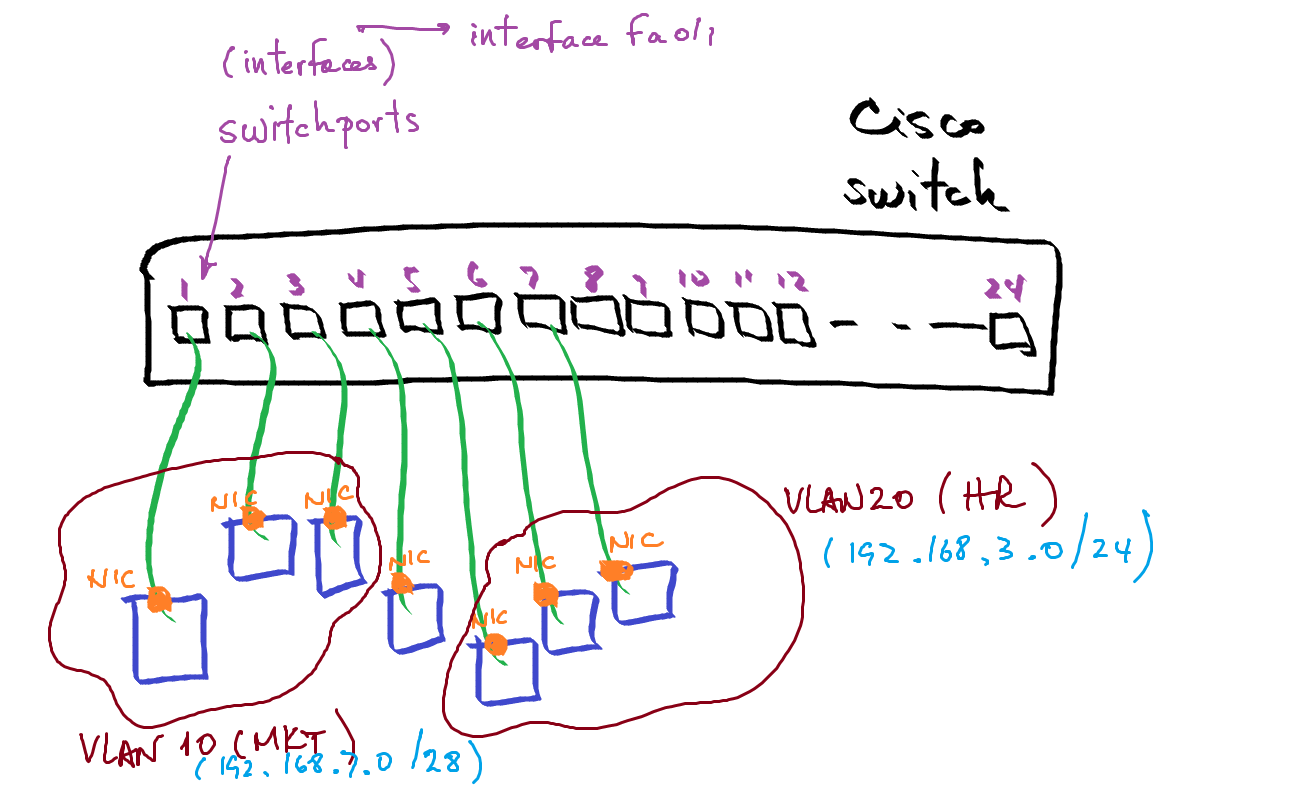 interface fa0/1
(interfaces)
switchports
Cisco
switch
1 2 3 4 5 6 7 8 9 10 11 12 24
NIC NIC NIC NIC NIC NIC NIC
VLAN20 (HR)
(192.168.3.0/24)
VLAN 10 (MKT)
(192.168.7.0/28)